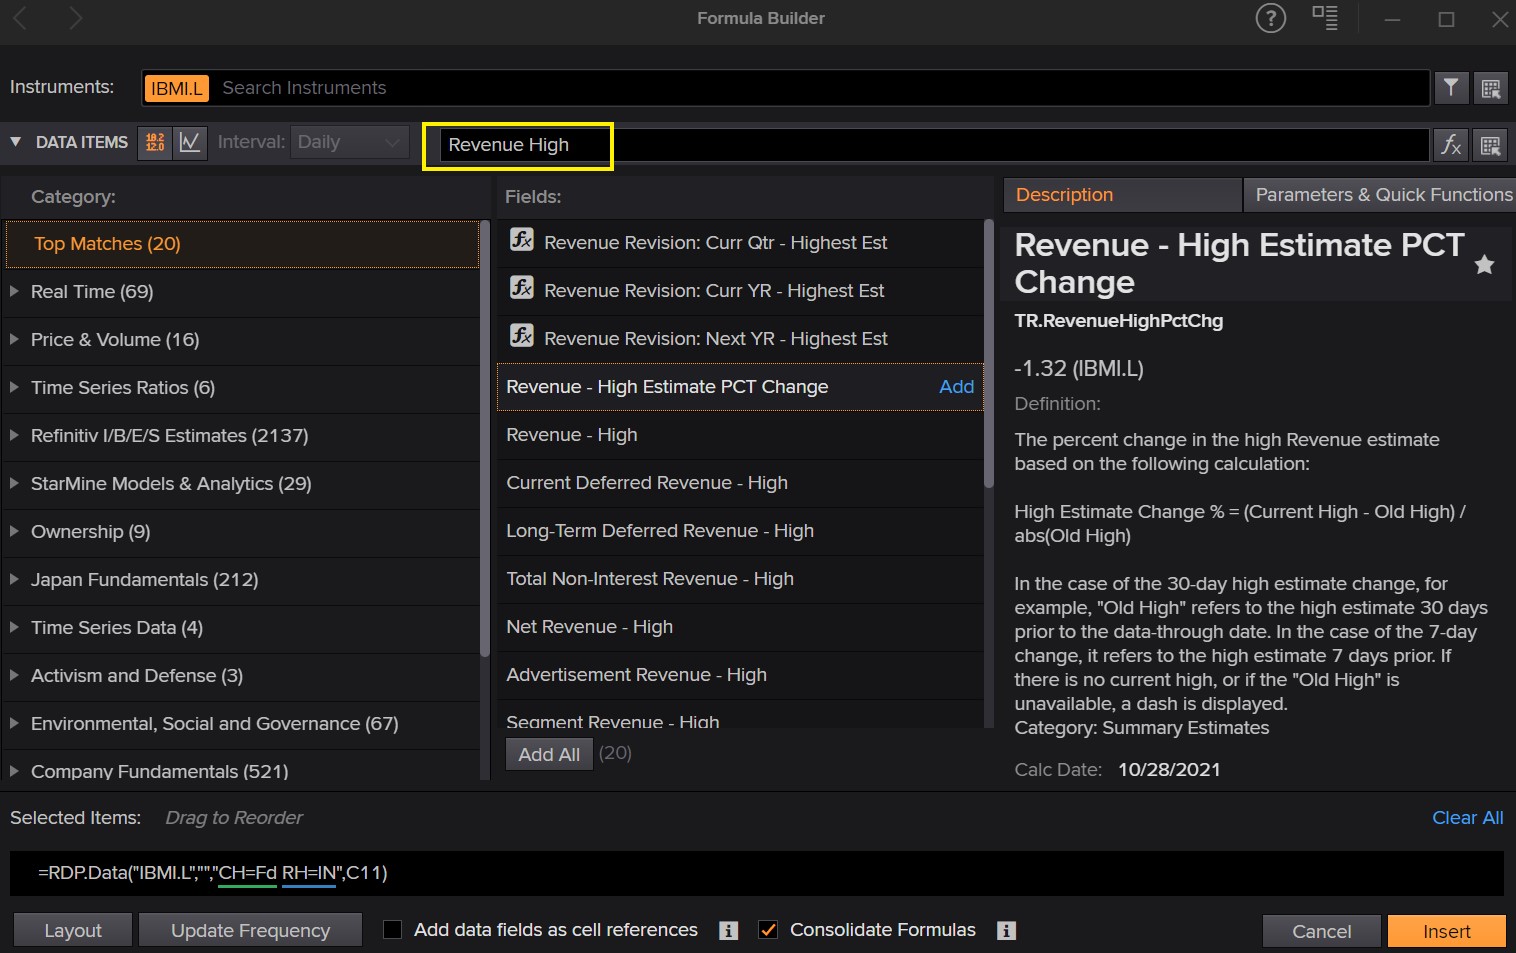 Formula Builder
?
Instruments:
IBMI.L
Search Instruments
DATA ITEMS
18.2
12.0
Interval:
Daily
Revenue High
fx
Category:
Top Matches (20)
Real Time (69)
Price & Volume (16)
Time Series Ratios (6)
Refinitiv I/B/E/S Estimates (2137)
StarMine Models & Analytics (29)
Ownership (9)
Japan Fundamentals (212)
Time Series Data (4)
Activism and Defense (3)
Environmental, Social and Governance (67)
Company Fundamentals (521)
Fields:
fx Revenue Revision: Curr Qtr - Highest Est
fx Revenue Revision: Curr YR - Highest Est
fx Revenue Revision: Next YR - Highest Est
Revenue - High Estimate PCT Change Add
Revenue - High
Current Deferred Revenue - High
Long-Term Deferred Revenue - High
Total Non-Interest Revenue - High
Net Revenue - High
Advertisement Revenue - High
Segment Revenue - High
Add All (20)
Description
Parameters & Quick Functions
Revenue - High Estimate PCT
Change
TR.RevenueHighPctChg
-1.32 (IBMI.L)
Definition:
The percent change in the high Revenue estimate
based on the following calculation:
High Estimate Change % = (Current High - Old High) /
abs(Old High)
In the case of the 30-day high estimate change, for
example, "Old High" refers to the high estimate 30 days
prior to the data-through date. In the case of the 7-day
change, it refers to the high estimate 7 days prior. If
there is no current high, or if the "Old High" is
unavailable, a dash is displayed.
Category: Summary Estimates
Calc Date: 10/28/2021
Selected Items:
Drag to Reorder
Clear All
=RDP.Data("IBMI.L","","CH=Fd RH=IN",C11)
Layout
Update Frequency
Add data fields as cell references
i
Consolidate Formulas
i
Cancel
Insert